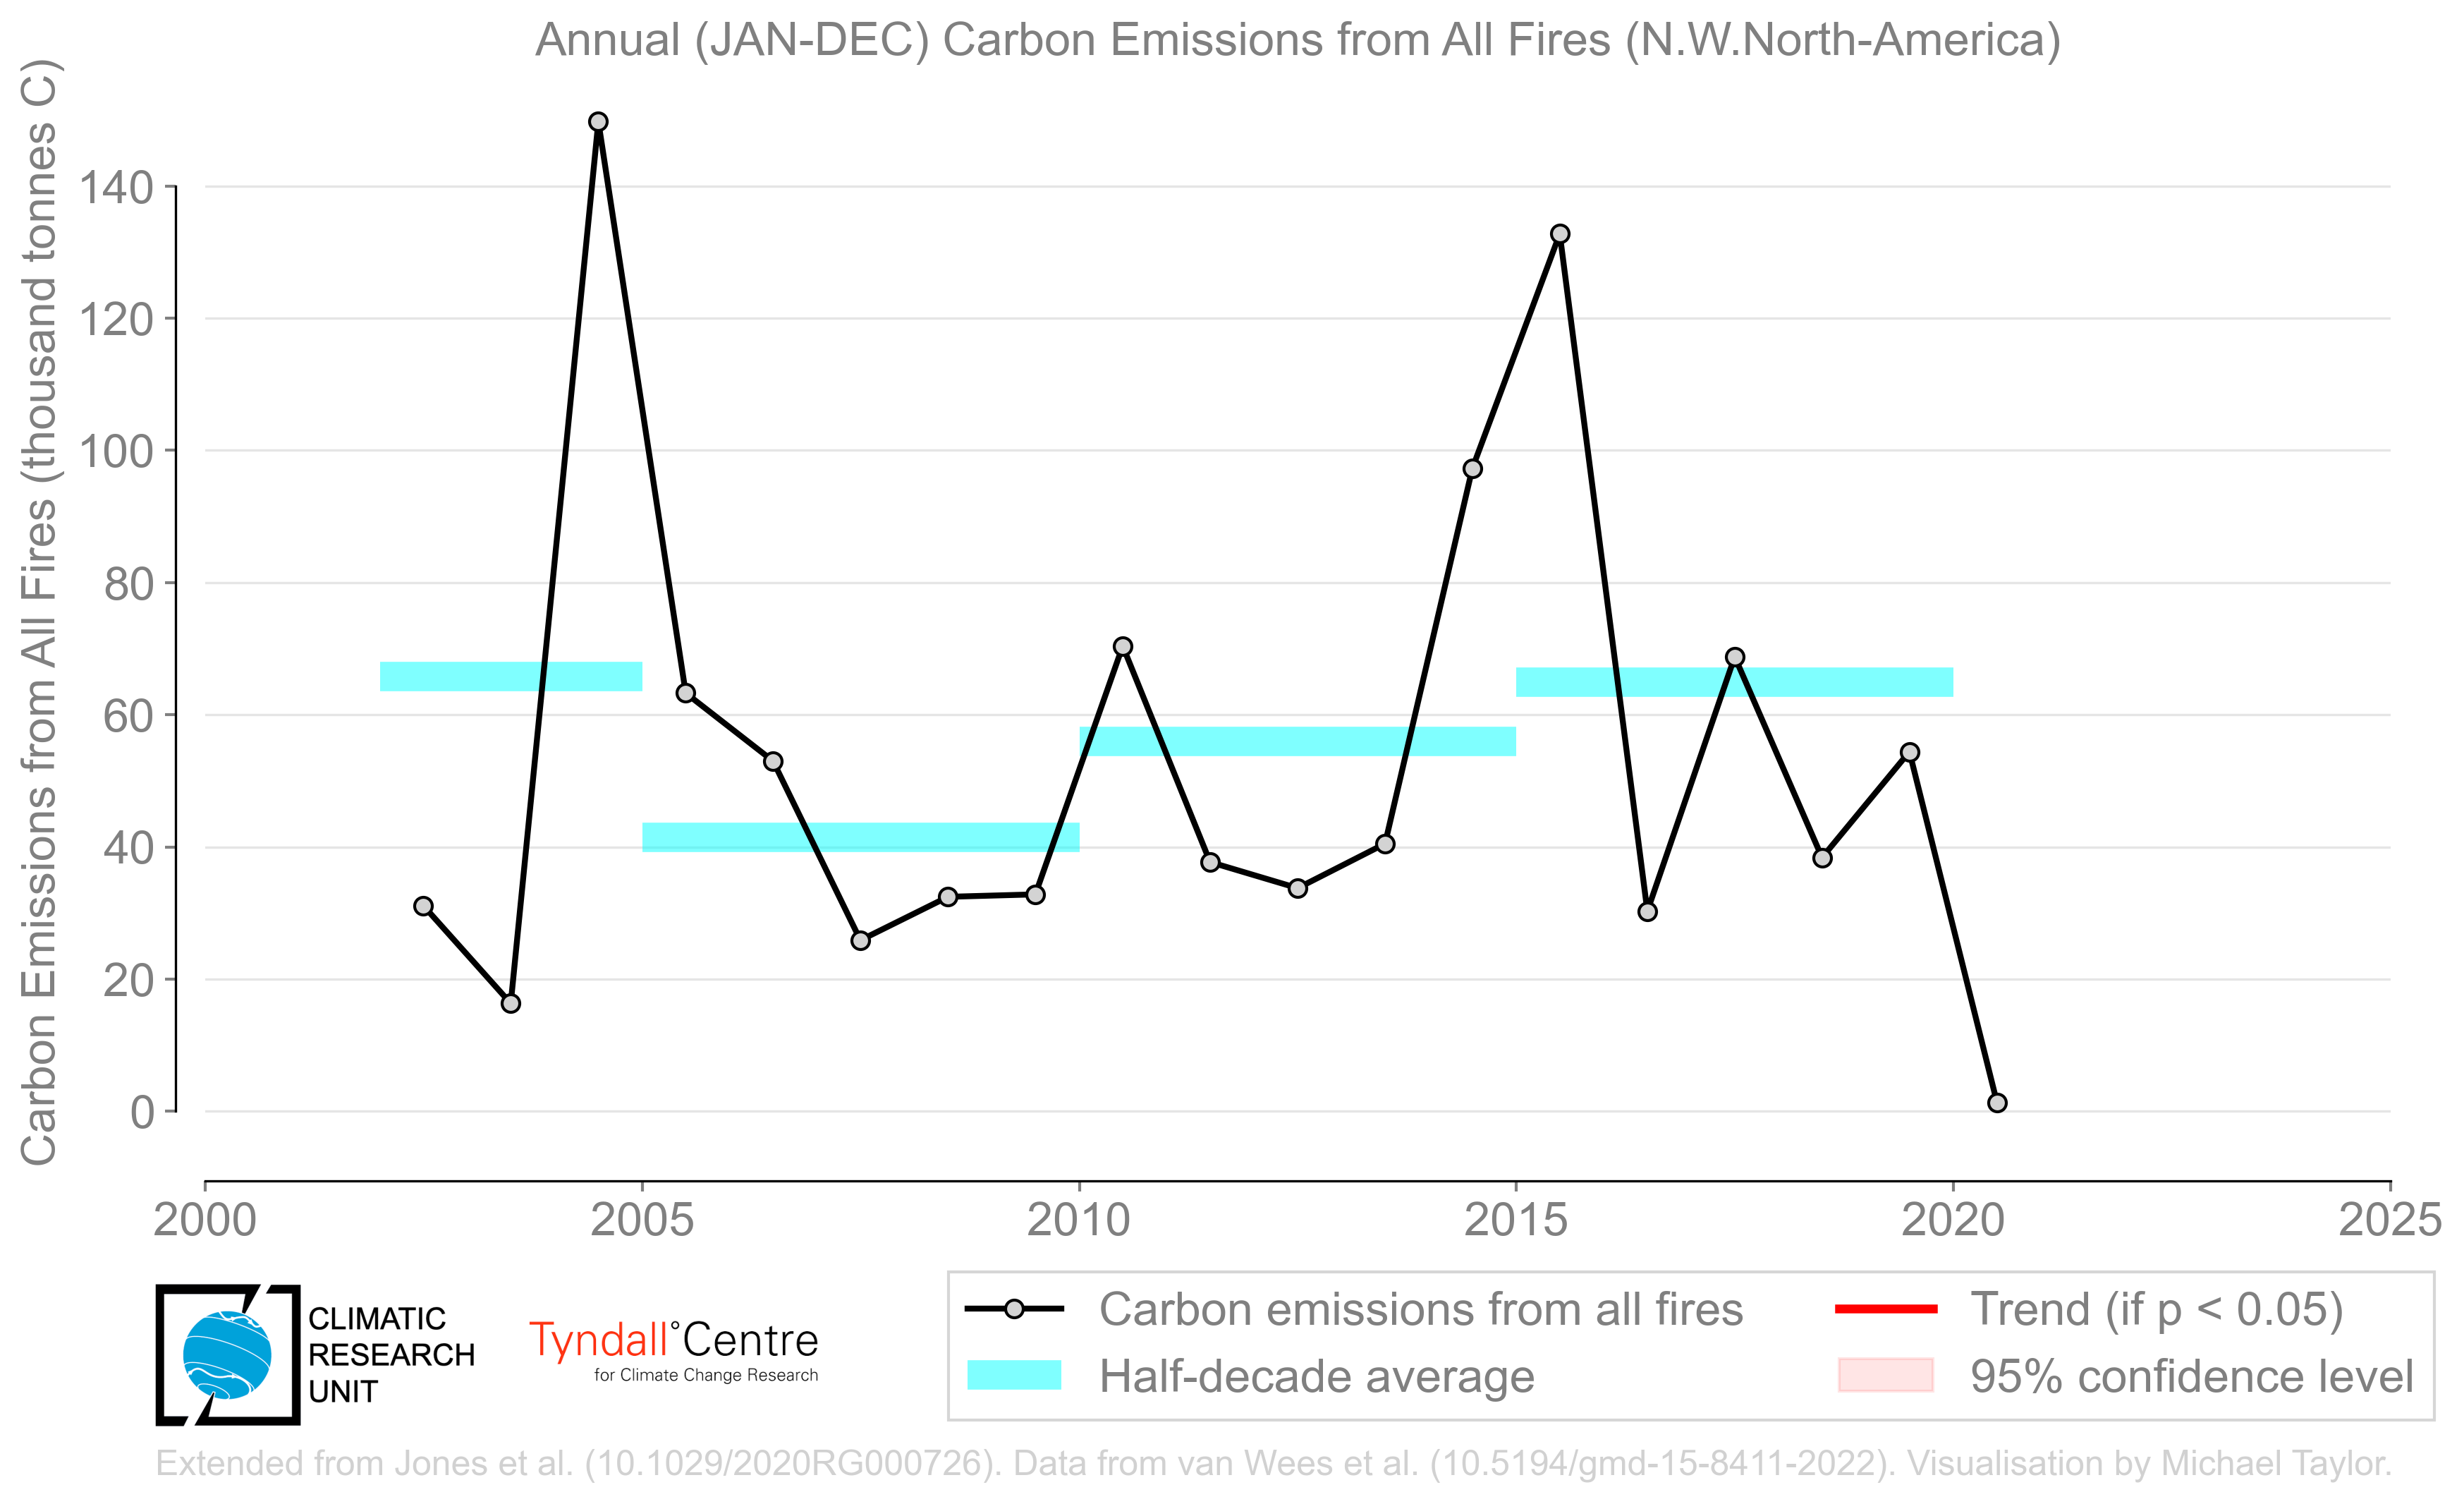 Annual (JAN-DEC) Carbon Emissions from All Fires (N.W.North-America)
Carbon Emissions from All Fires (thousand tonnes C)
140
120
100
80
60
40
20
0
2000 2005 2010 2015 2020 2025
CLIMATIC
RESEARCH
UNIT
Tyndall°Centre
for Climate Change Research
Carbon emissions from all fires
Half-decade average
Trend (if p < 0.05)
95% confidence level
Extended from Jones et al. (10.1029/2020RG000726). Data from van Wees et al. (10.5194/gmd-15-8411-2022). Visualisation by Michael Taylor.